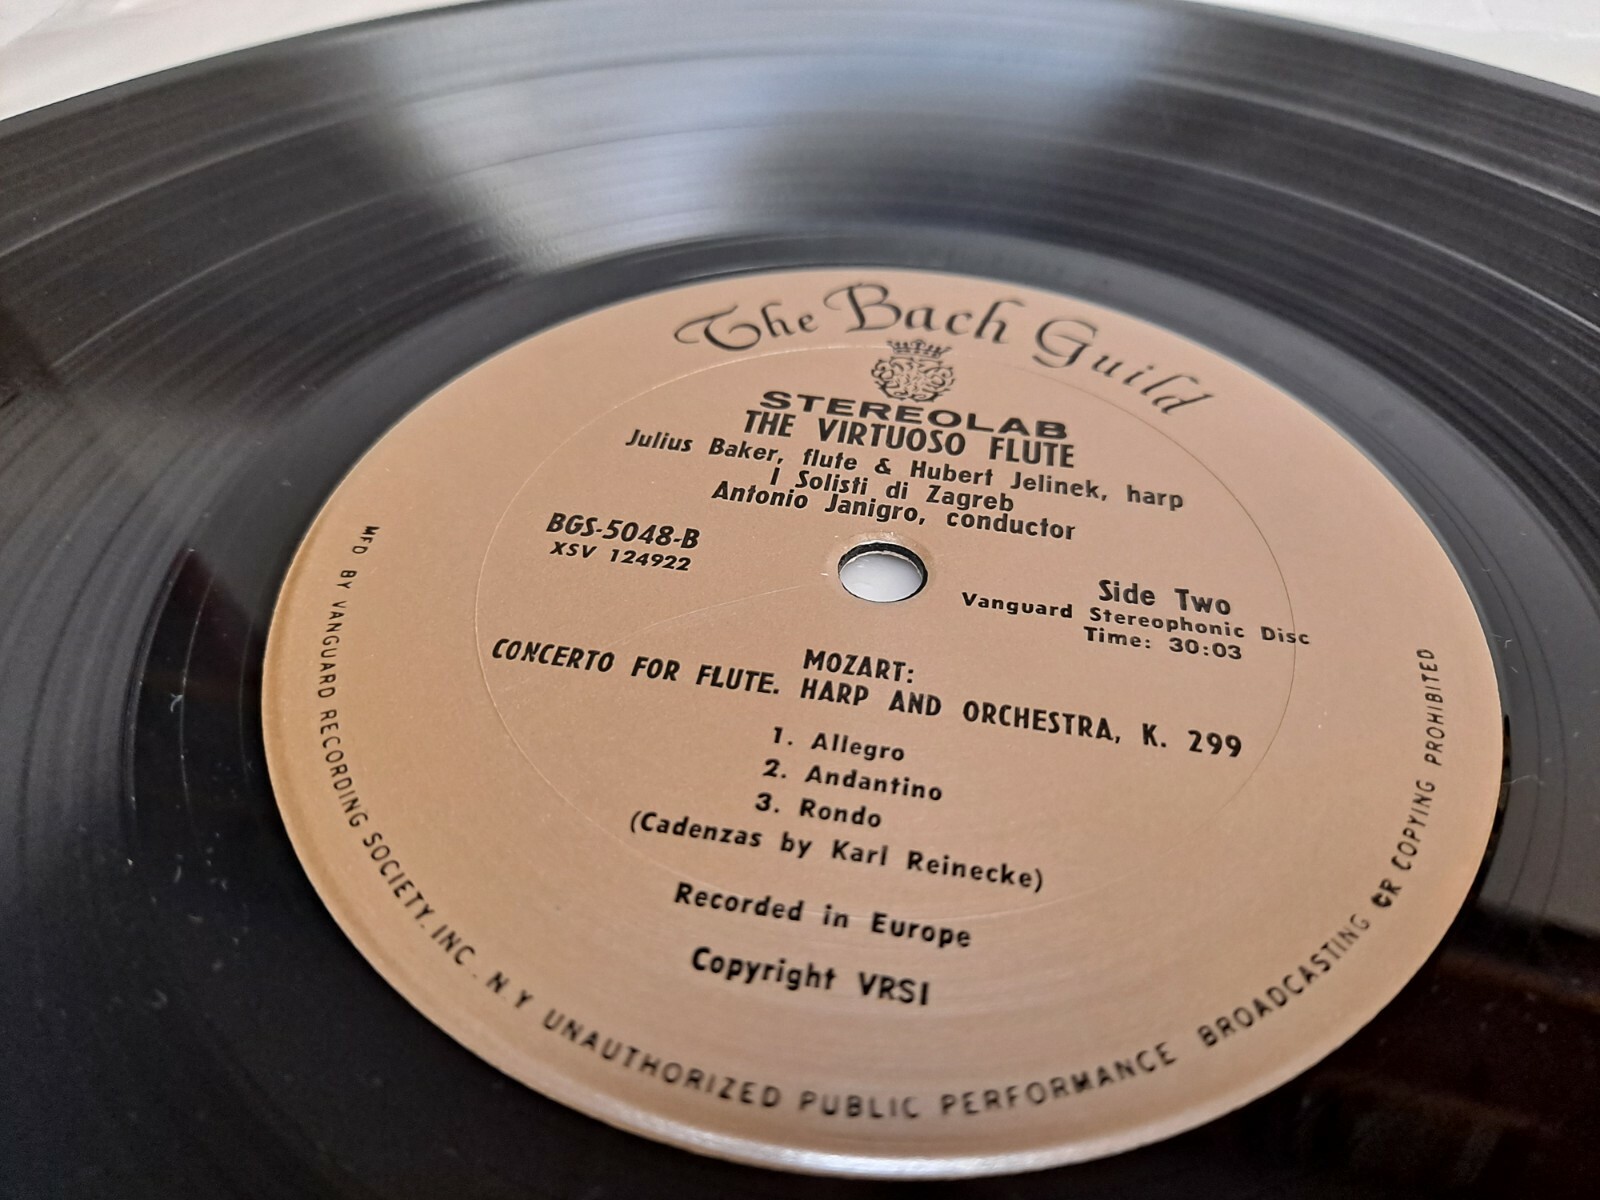 The Bach Guild
STEREOLAB
THE VIRTUOSO FLUTE
Julius Baker, flute & Hubert Jelinek, harp
I Solisti di Zagreb
Antonio Janigro, conductor
BGS-5048-B
XSV 124922
Side Two
Vanguard Stereophonic Disc
Time: 30:03
MOZART:
CONCERTO FOR FLUTE. HARP AND ORCHESTRA, K. 299
1. Allegro
2. Andantino
3. Rondo
(Cadenzas by Karl Reinecke)
Recorded in Europe
Copyright VRSI
MFD BY VANGUARD RECORDING SOCIETY. INC. N.Y UNAUTHORIZED PUBLIC PERFORMANCE BROADCASTING OR COPYING PROHIBITED